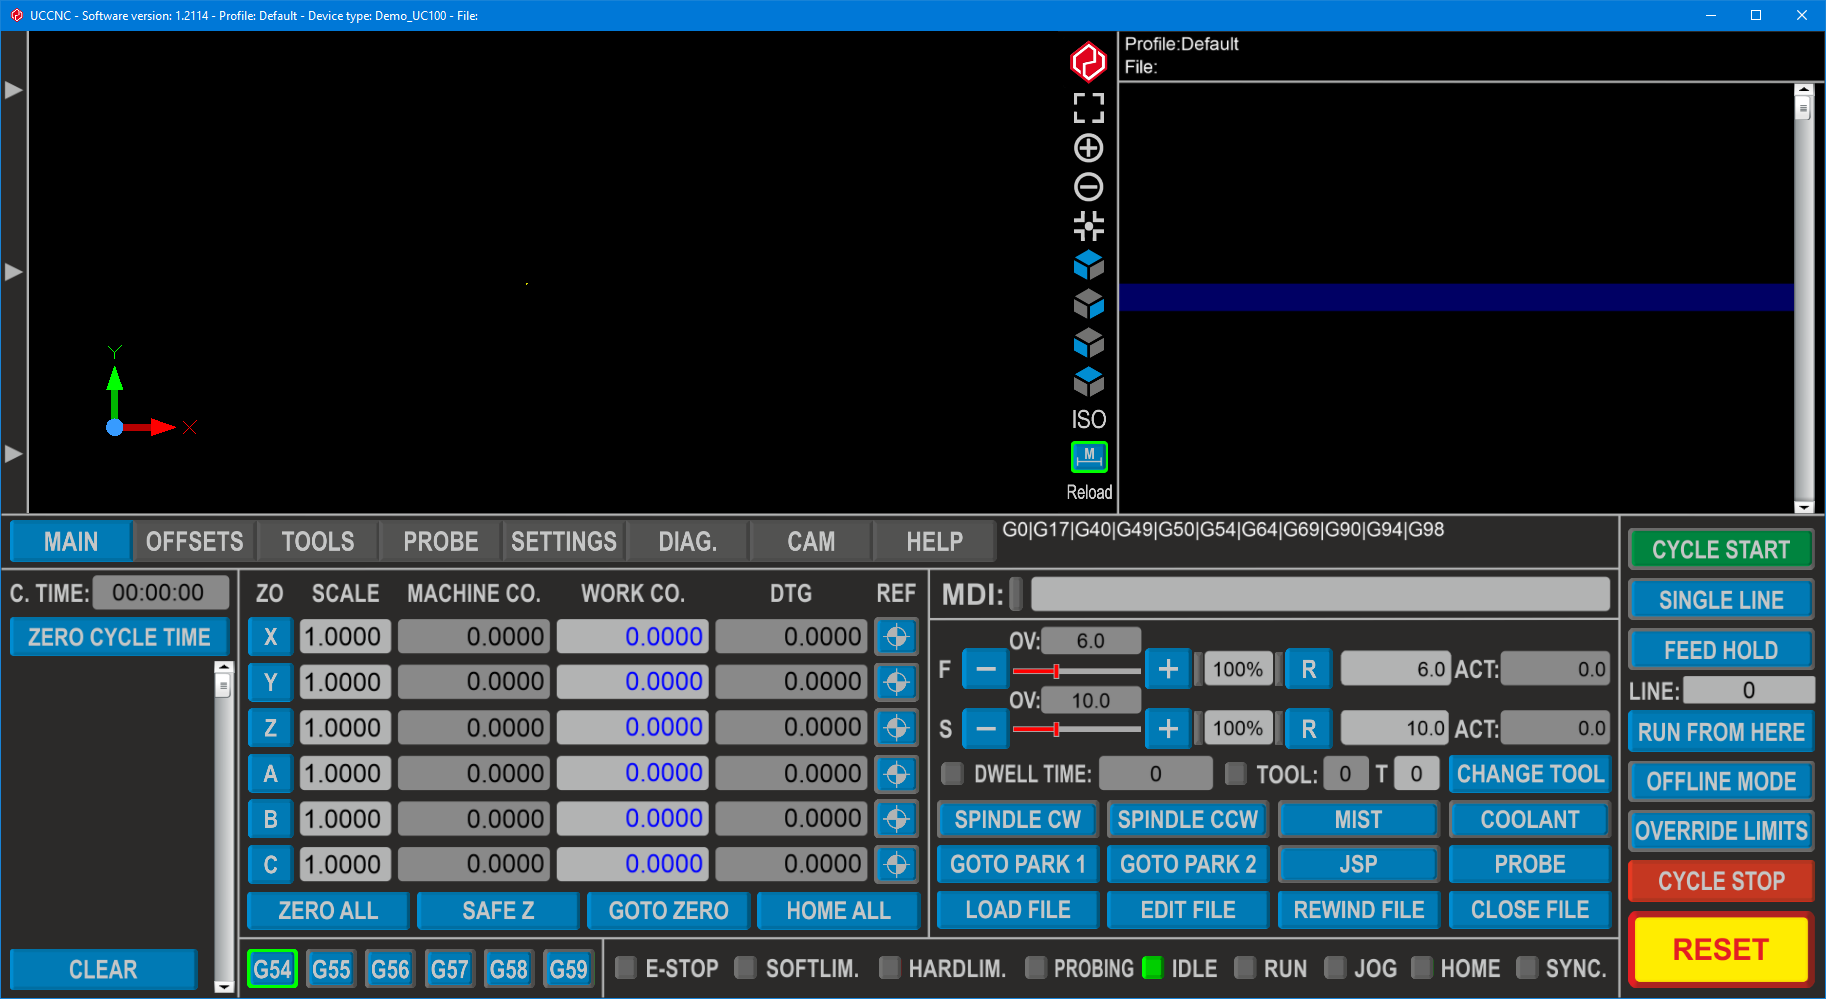 UCCNC - Software version: 1.2114 - Profile: Default - Device type: Demo_UC100 - File:
Profile:Default
File:
Y
X
ISO
M
Reload
MAIN OFFSETS TOOLS PROBE SETTINGS DIAG. CAM HELP
G0|G17|G40|G49|G50|G54|G64|G69|G90|G94|G98
C. TIME: 00:00:00
ZERO CYCLE TIME
CLEAR
ZO SCALE MACHINE CO. WORK CO. DTG REF
X 1.0000 0.0000 0.0000 0.0000
Y 1.0000 0.0000 0.0000 0.0000
Z 1.0000 0.0000 0.0000 0.0000
A 1.0000 0.0000 0.0000 0.0000
B 1.0000 0.0000 0.0000 0.0000
C 1.0000 0.0000 0.0000 0.0000
ZERO ALL SAFE Z GOTO ZERO HOME ALL
G54 G55 G56 G57 G58 G59
MDI:
OV: 6.0
F − + 100% R 6.0 ACT: 0.0
OV: 10.0
S − + 100% R 10.0 ACT: 0.0
DWELL TIME: 0 TOOL: 0 T 0 CHANGE TOOL
SPINDLE CW SPINDLE CCW MIST COOLANT
GOTO PARK 1 GOTO PARK 2 JSP PROBE
LOAD FILE EDIT FILE REWIND FILE CLOSE FILE
E-STOP SOFTLIM. HARDLIM. PROBING IDLE RUN JOG HOME SYNC.
CYCLE START
SINGLE LINE
FEED HOLD
LINE: 0
RUN FROM HERE
OFFLINE MODE
OVERRIDE LIMITS
CYCLE STOP
RESET